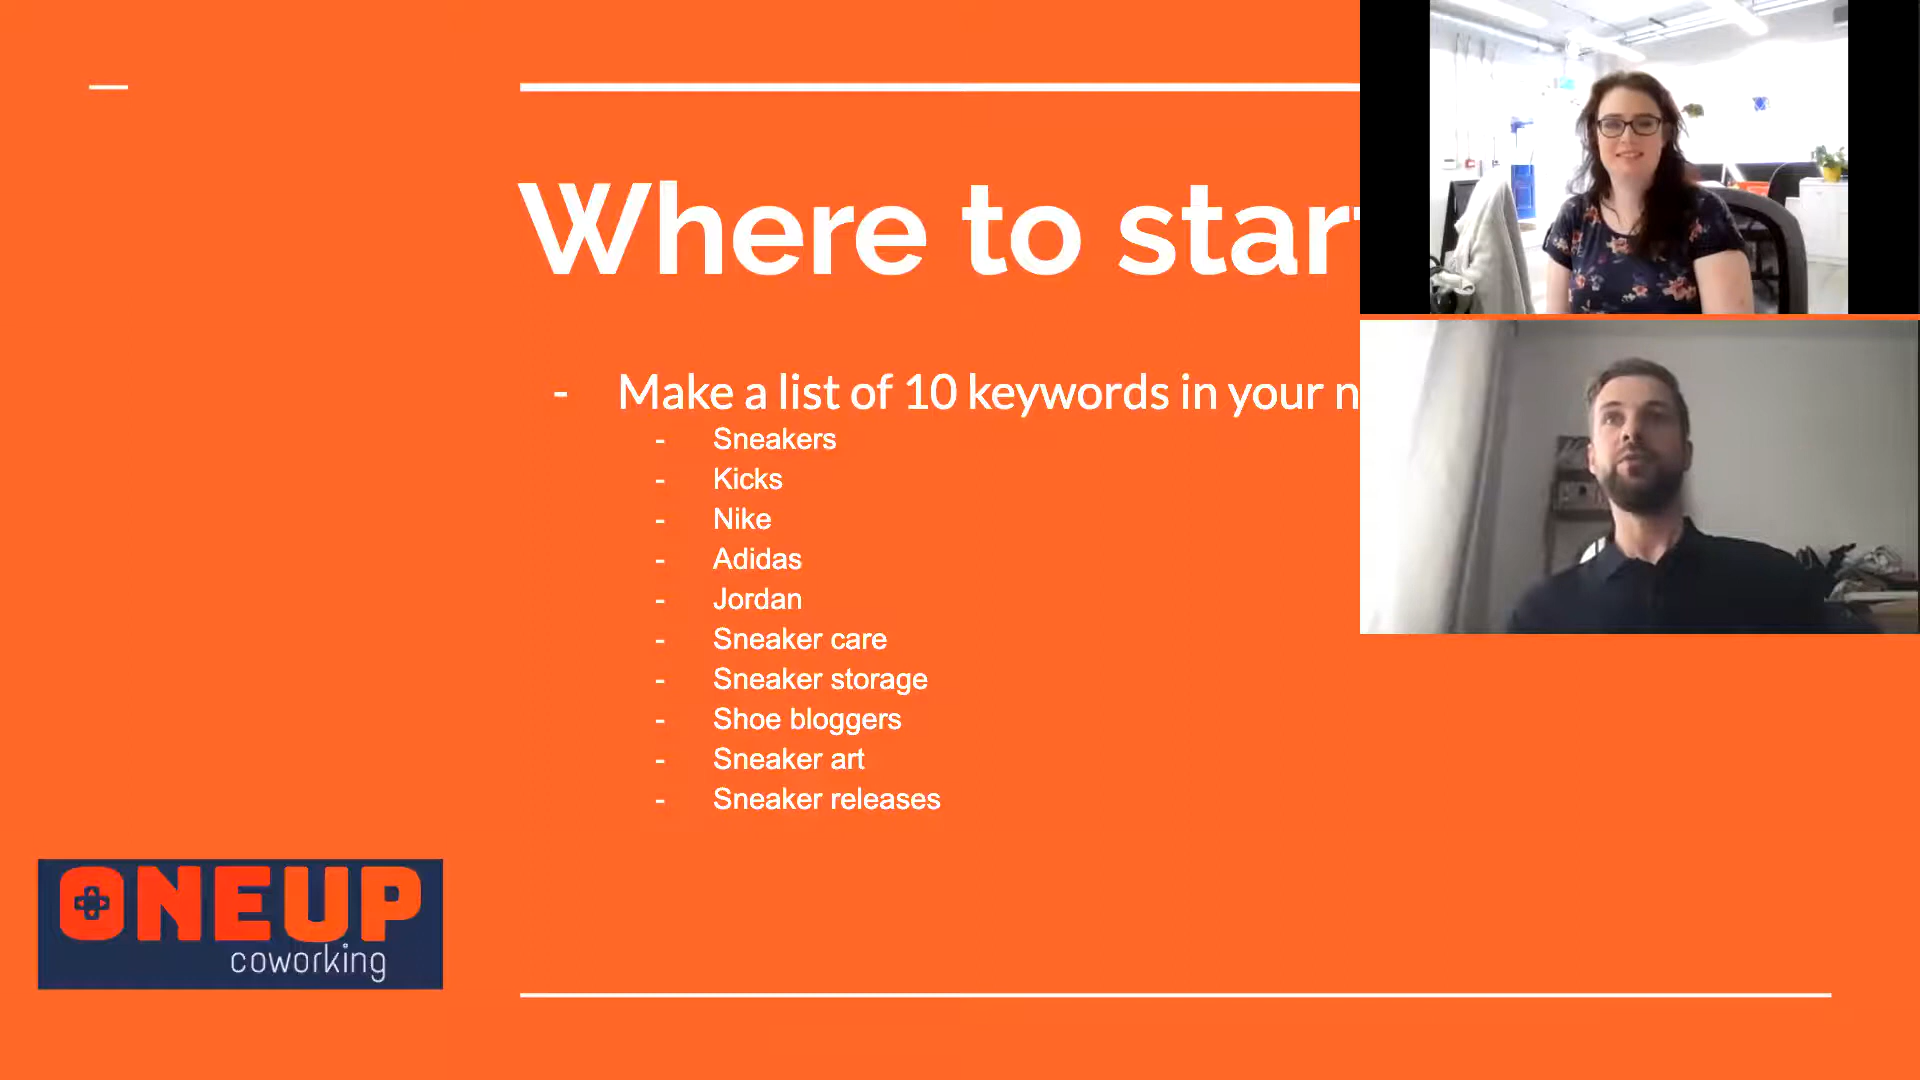 Where to start
- Make a list of 10 keywords in your n
- Sneakers
- Kicks
- Nike
- Adidas
- Jordan
- Sneaker care
- Sneaker storage
- Shoe bloggers
- Sneaker art
- Sneaker releases
ONEUP
coworking